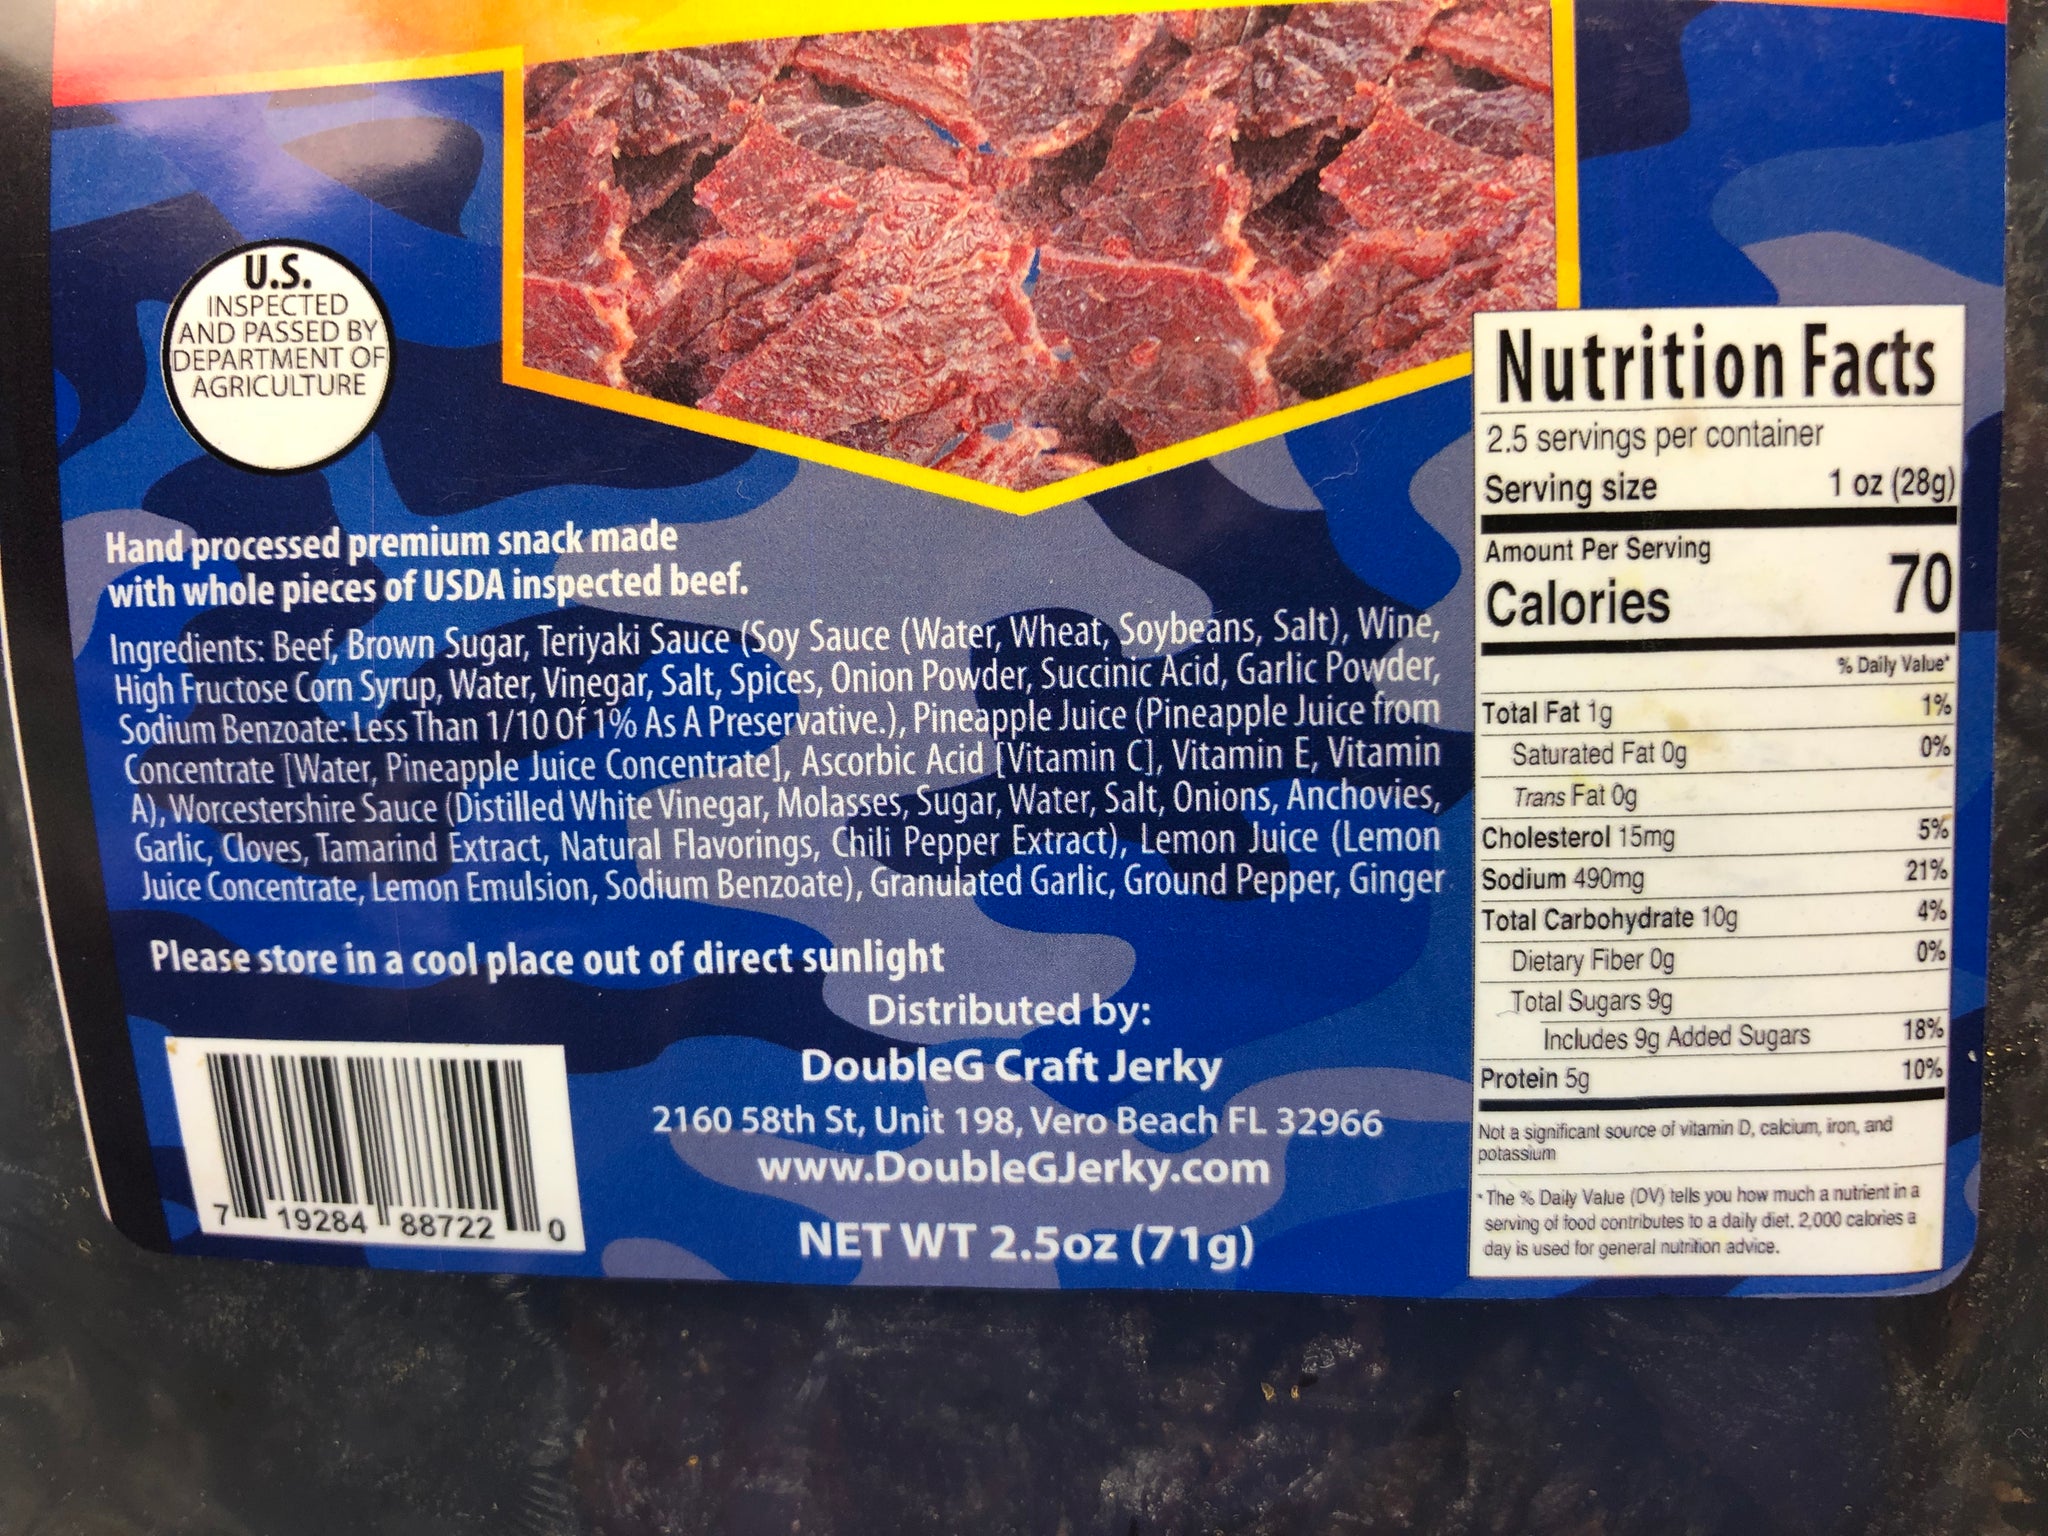 U.S.
INSPECTED
AND PASSED BY
DEPARTMENT OF
AGRICULTURE
Hand processed premium snack made
with whole pieces of USDA inspected beef.
Ingredients: Beef, Brown Sugar, Teriyaki Sauce (Soy Sauce (Water, Wheat, Soybeans, Salt), Wine,
High Fructose Corn Syrup, Water, Vinegar, Salt, Spices, Onion Powder, Succinic Acid, Garlic Powder,
Sodium Benzoate: Less Than 1/10 Of 1% As A Preservative.), Pineapple Juice (Pineapple Juice from
Concentrate [Water, Pineapple Juice Concentrate], Ascorbic Acid [Vitamin C], Vitamin E, Vitamin
A), Worcestershire Sauce (Distilled White Vinegar, Molasses, Sugar, Water, Salt, Onions, Anchovies,
Garlic, Cloves, Tamarind Extract, Natural Flavorings, Chili Pepper Extract), Lemon Juice (Lemon
Juice Concentrate, Lemon Emulsion, Sodium Benzoate), Granulated Garlic, Ground Pepper, Ginger
Please store in a cool place out of direct sunlight
Distributed by:
DoubleG Craft Jerky
2160 58th St, Unit 198, Vero Beach FL 32966
www.DoubleGJerky.com
NET WT 2.5oz (71g)
7 19284 88722 0
Nutrition Facts
2.5 servings per container
Serving size 1 oz (28g)
Amount Per Serving
Calories 70
% Daily Value*
Total Fat 1g 1%
Saturated Fat 0g 0%
Trans Fat 0g
Cholesterol 15mg 5%
Sodium 490mg 21%
Total Carbohydrate 10g 4%
Dietary Fiber 0g 0%
Total Sugars 9g
Includes 9g Added Sugars 18%
Protein 5g 10%
Not a significant source of vitamin D, calcium, iron, and
potassium
* The % Daily Value (DV) tells you how much a nutrient in a
serving of food contributes to a daily diet. 2,000 calories a
day is used for general nutrition advice.